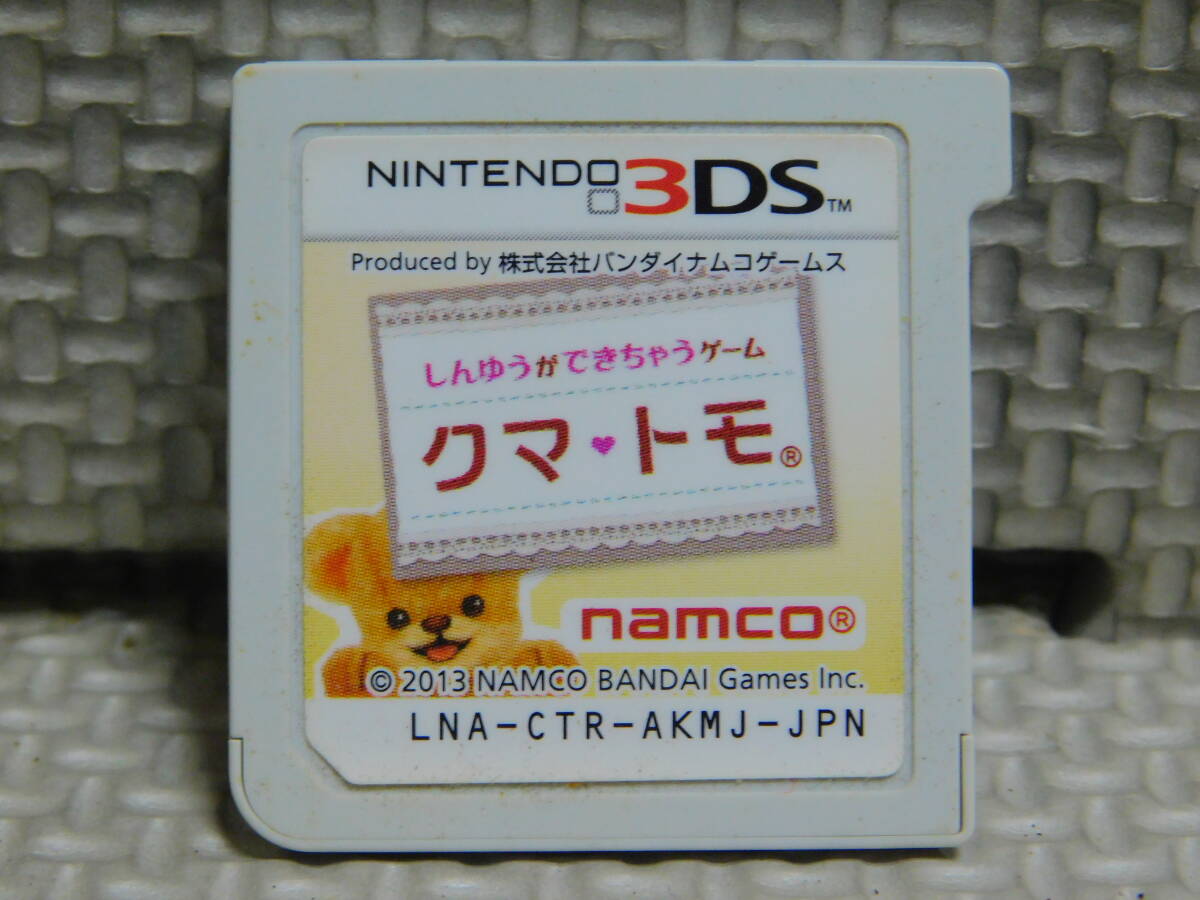 NINTENDO 3DS™
Produced by 株式会社バンダイナムコゲームス
しんゆうができちゃうゲーム
クマ♥トモ®
namco®
© 2013 NAMCO BANDAI Games Inc.
LNA-CTR-AKMJ-JPN